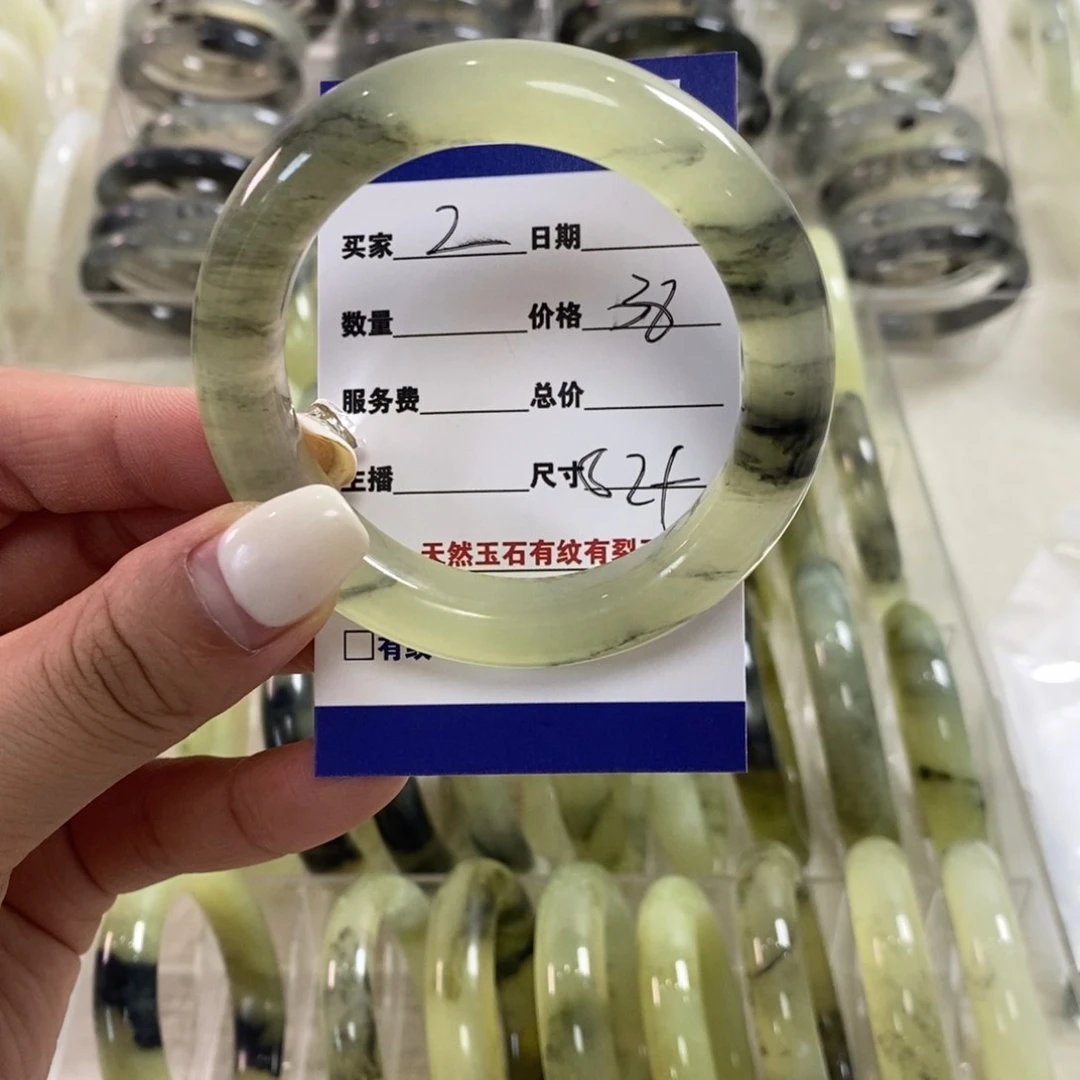 买家 2 日期
数量 价格 38
服务费 总价
主播 尺寸
天然玉石有纹有裂
□有纹